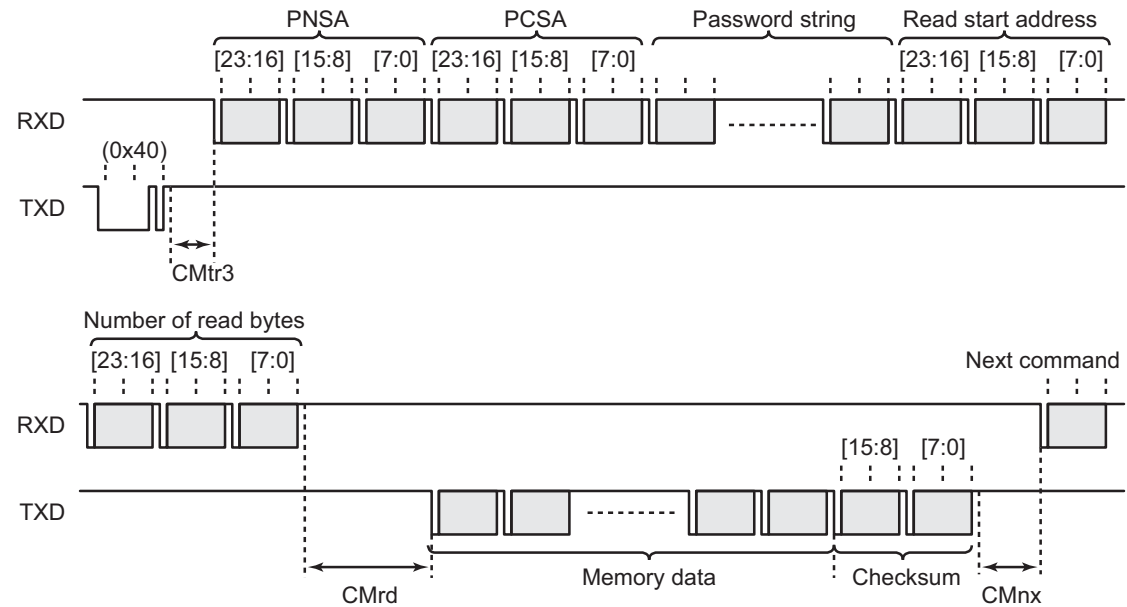 PNSA PCSA Password string Read start address
[23:16] [15:8] [7:0] [23:16] [15:8] [7:0] [23:16] [15:8] [7:0]
RXD
(0x40)
TXD
CMtr3
Number of read bytes
[23:16] [15:8] [7:0] Next command
RXD
[15:8] [7:0]
TXD
Memory data Checksum
CMrd CMnx